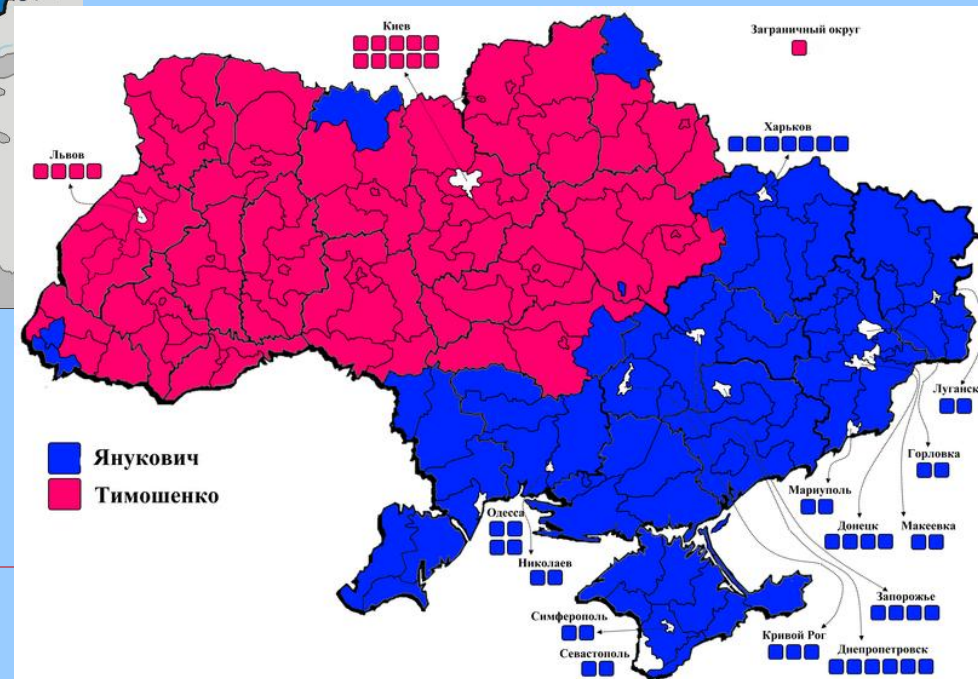 Киев
Заграничный округ
Харьков
Львов
Луганск
Янукович
Тимошенко
Горловка
Мариуполь
Одесса
Донецк
Макеевка
Николаев
Запорожье
Симферополь
Кривой Рог
Севастополь
Днепропетровск